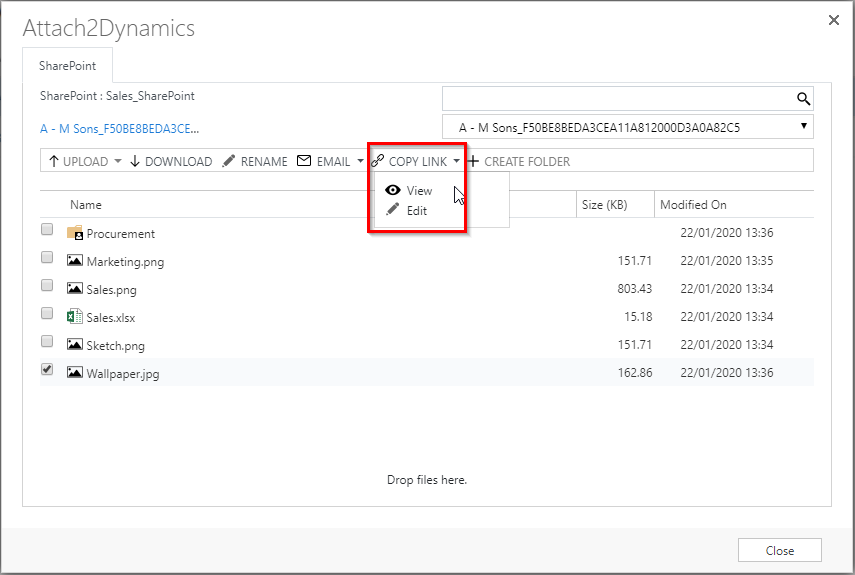 Attach2Dynamics
SharePoint
SharePoint : Sales_SharePoint
A - M Sons_F50BE8BEDA3CE...
A - M Sons_F50BE8BEDA3CEA11A812000D3A0A82C5
UPLOAD DOWNLOAD RENAME EMAIL COPY LINK CREATE FOLDER
View
Edit
Name Size (KB) Modified On
Procurement 22/01/2020 13:36
Marketing.png 151.71 22/01/2020 13:35
Sales.png 803.43 22/01/2020 13:34
Sales.xlsx 15.18 22/01/2020 13:34
Sketch.png 151.71 22/01/2020 13:34
Wallpaper.jpg 162.86 22/01/2020 13:36
Drop files here.
Close